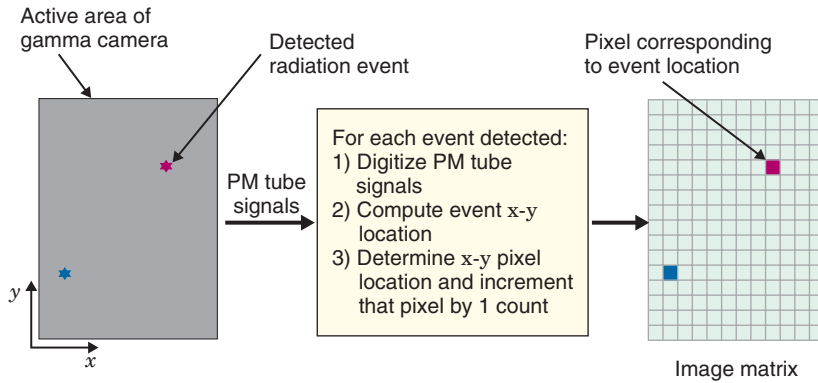 Active area of
gamma camera
Detected
radiation event
Pixel corresponding
to event location
PM tube
signals
For each event detected:
1) Digitize PM tube
signals
2) Compute event x-y
location
3) Determine x-y pixel
location and increment
that pixel by 1 count
y
x
Image matrix